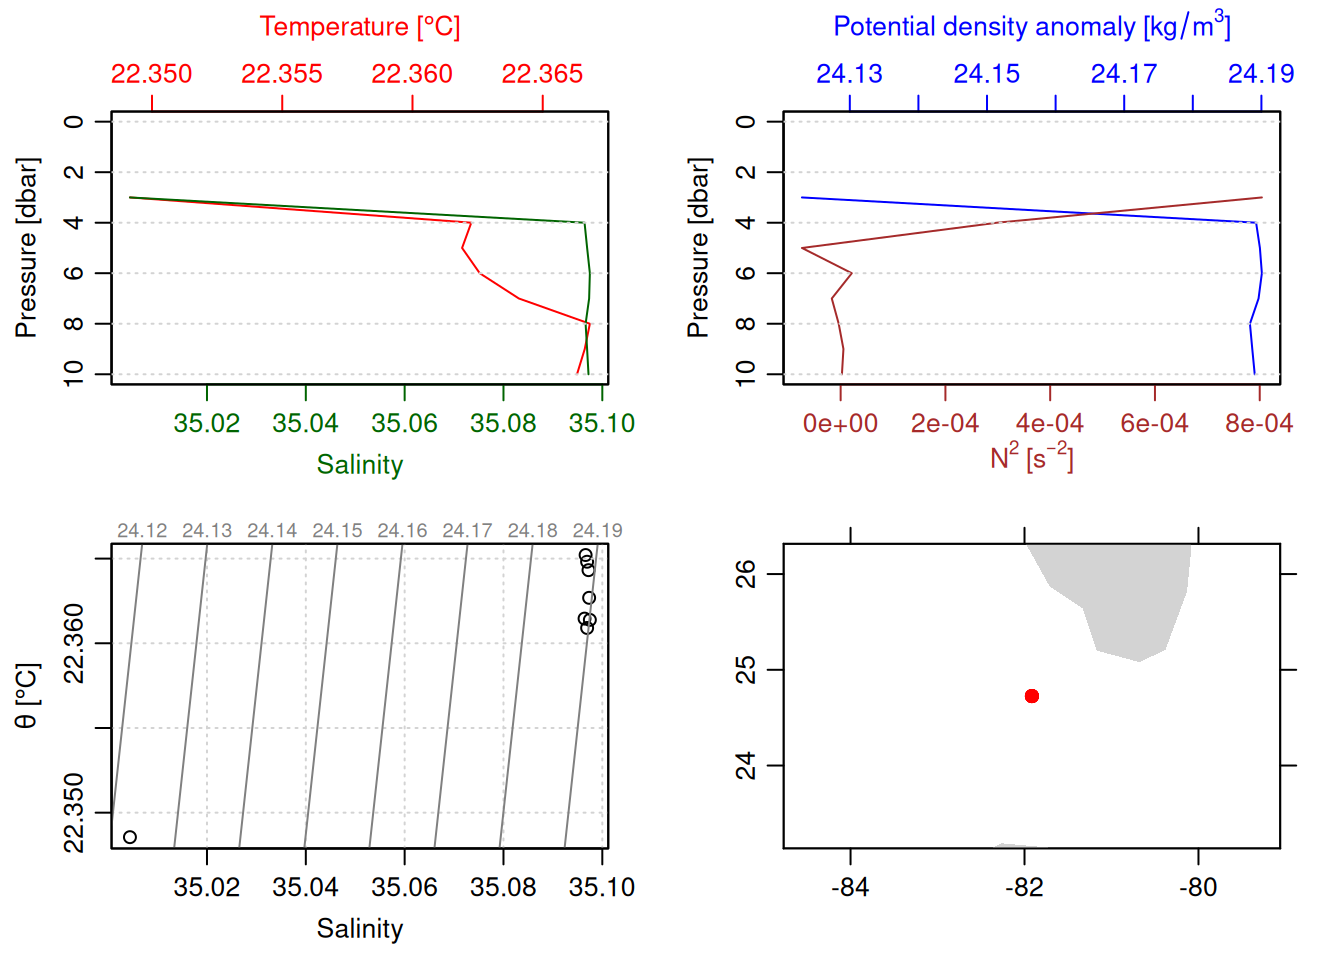 Temperature [°C]
22.350 22.355 22.360 22.365
Pressure [dbar]
0
2
4
6
8
10
35.02 35.04 35.06 35.08 35.10
Salinity
Potential density anomaly [kg/m³]
24.13 24.15 24.17 24.19
Pressure [dbar]
0
2
4
6
8
10
0e+00 2e-04 4e-04 6e-04 8e-04
N² [s⁻²]
24.12 24.13 24.14 24.15 24.16 24.17 24.18 24.19
θ [°C]
22.360
22.350
35.02 35.04 35.06 35.08 35.10
Salinity
26
25
24
-84 -82 -80